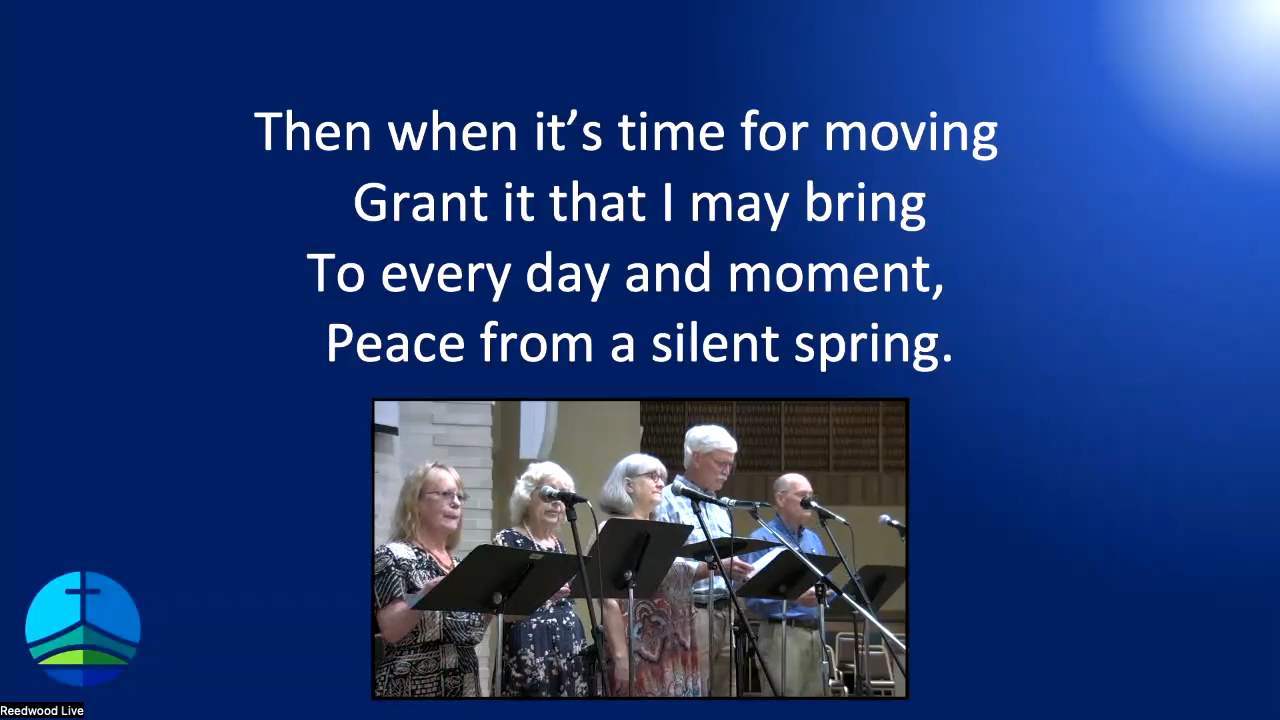 Then when it’s time for moving
Grant it that I may bring
To every day and moment,
Peace from a silent spring.
Reedwood Live